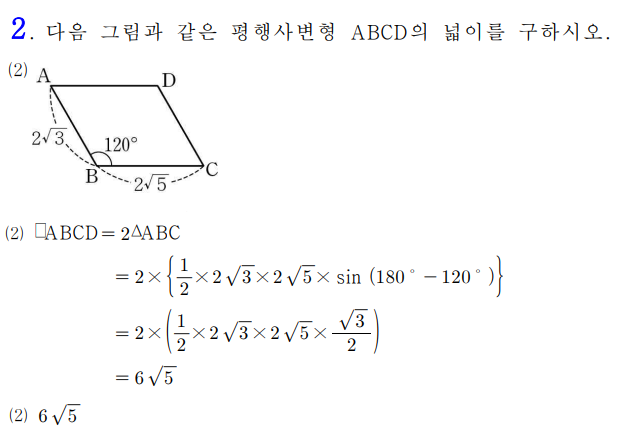 2. 다음 그림과 같은 평행사변형 ABCD의 넓이를 구하시오.
(2) A D
2√3 120°
B 2√5 C
(2) □ABCD = 2△ABC
= 2×{1/2×2√3×2√5×sin (180° − 120°)}
= 2×(1/2×2√3×2√5×√3/2)
= 6√5
(2) 6√5